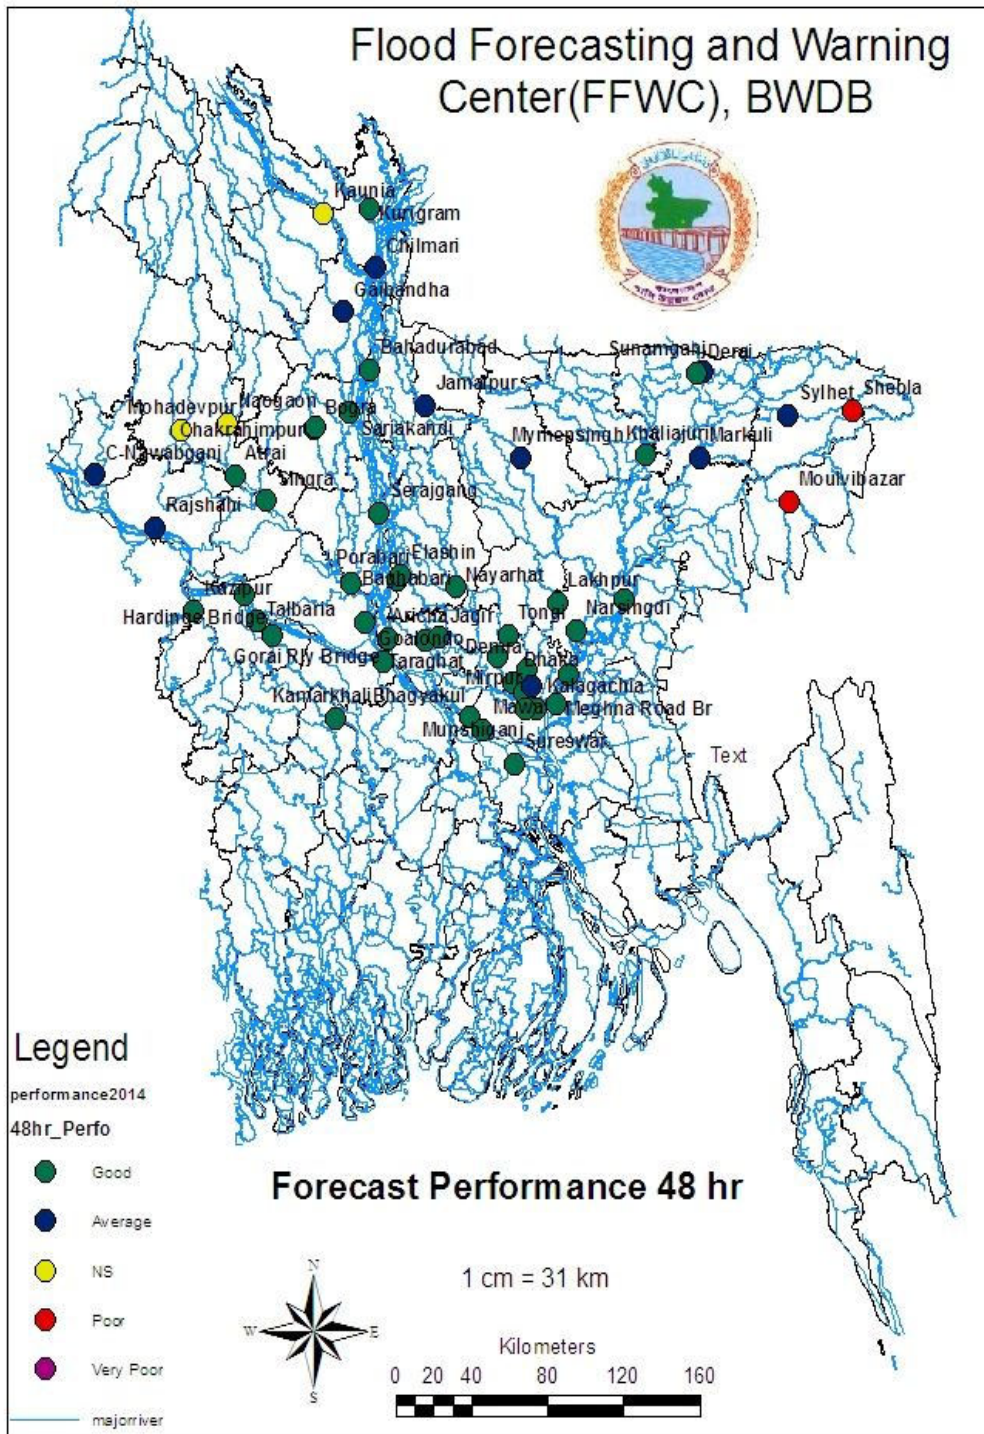 Flood Forecasting and Warning
Center(FFWC), BWDB
Kaunia
Kurigram
Chilmari
Gaibandha
Bahadurabad
Jamalpur
Sunamganj
Derai
Sylhet
Sheola
Mohadevpur
Naogaon
Bogra
Chakrahimpur
Sariakandi
Mymensingh
Khaliajuri
Markuli
C-Nawabganj
Atrai
Singra
Moulvibazar
Rajshahi
Serajganj
Porabari
Elashin
Baghabari
Nayarhat
Lakhpur
Kazipur
Hardinge Bridge
Talbaria
Aricha
Jagir
Tongi
Narsingdi
Goalondo
Demra
Gorai Rly Bridge
Taraghat
Dhaka
Mirpur
Kalagachia
Kamarkhali
Bhagyakul
Mawa
Meghna Road Br
Munshiganj
Sureswar
Text
Legend
performance2014
48hr_Perfo
Good
Average
NS
Poor
Very Poor
majorriver
Forecast Performance 48 hr
N
W
E
S
1 cm = 31 km
Kilometers
0 20 40 80 120 160